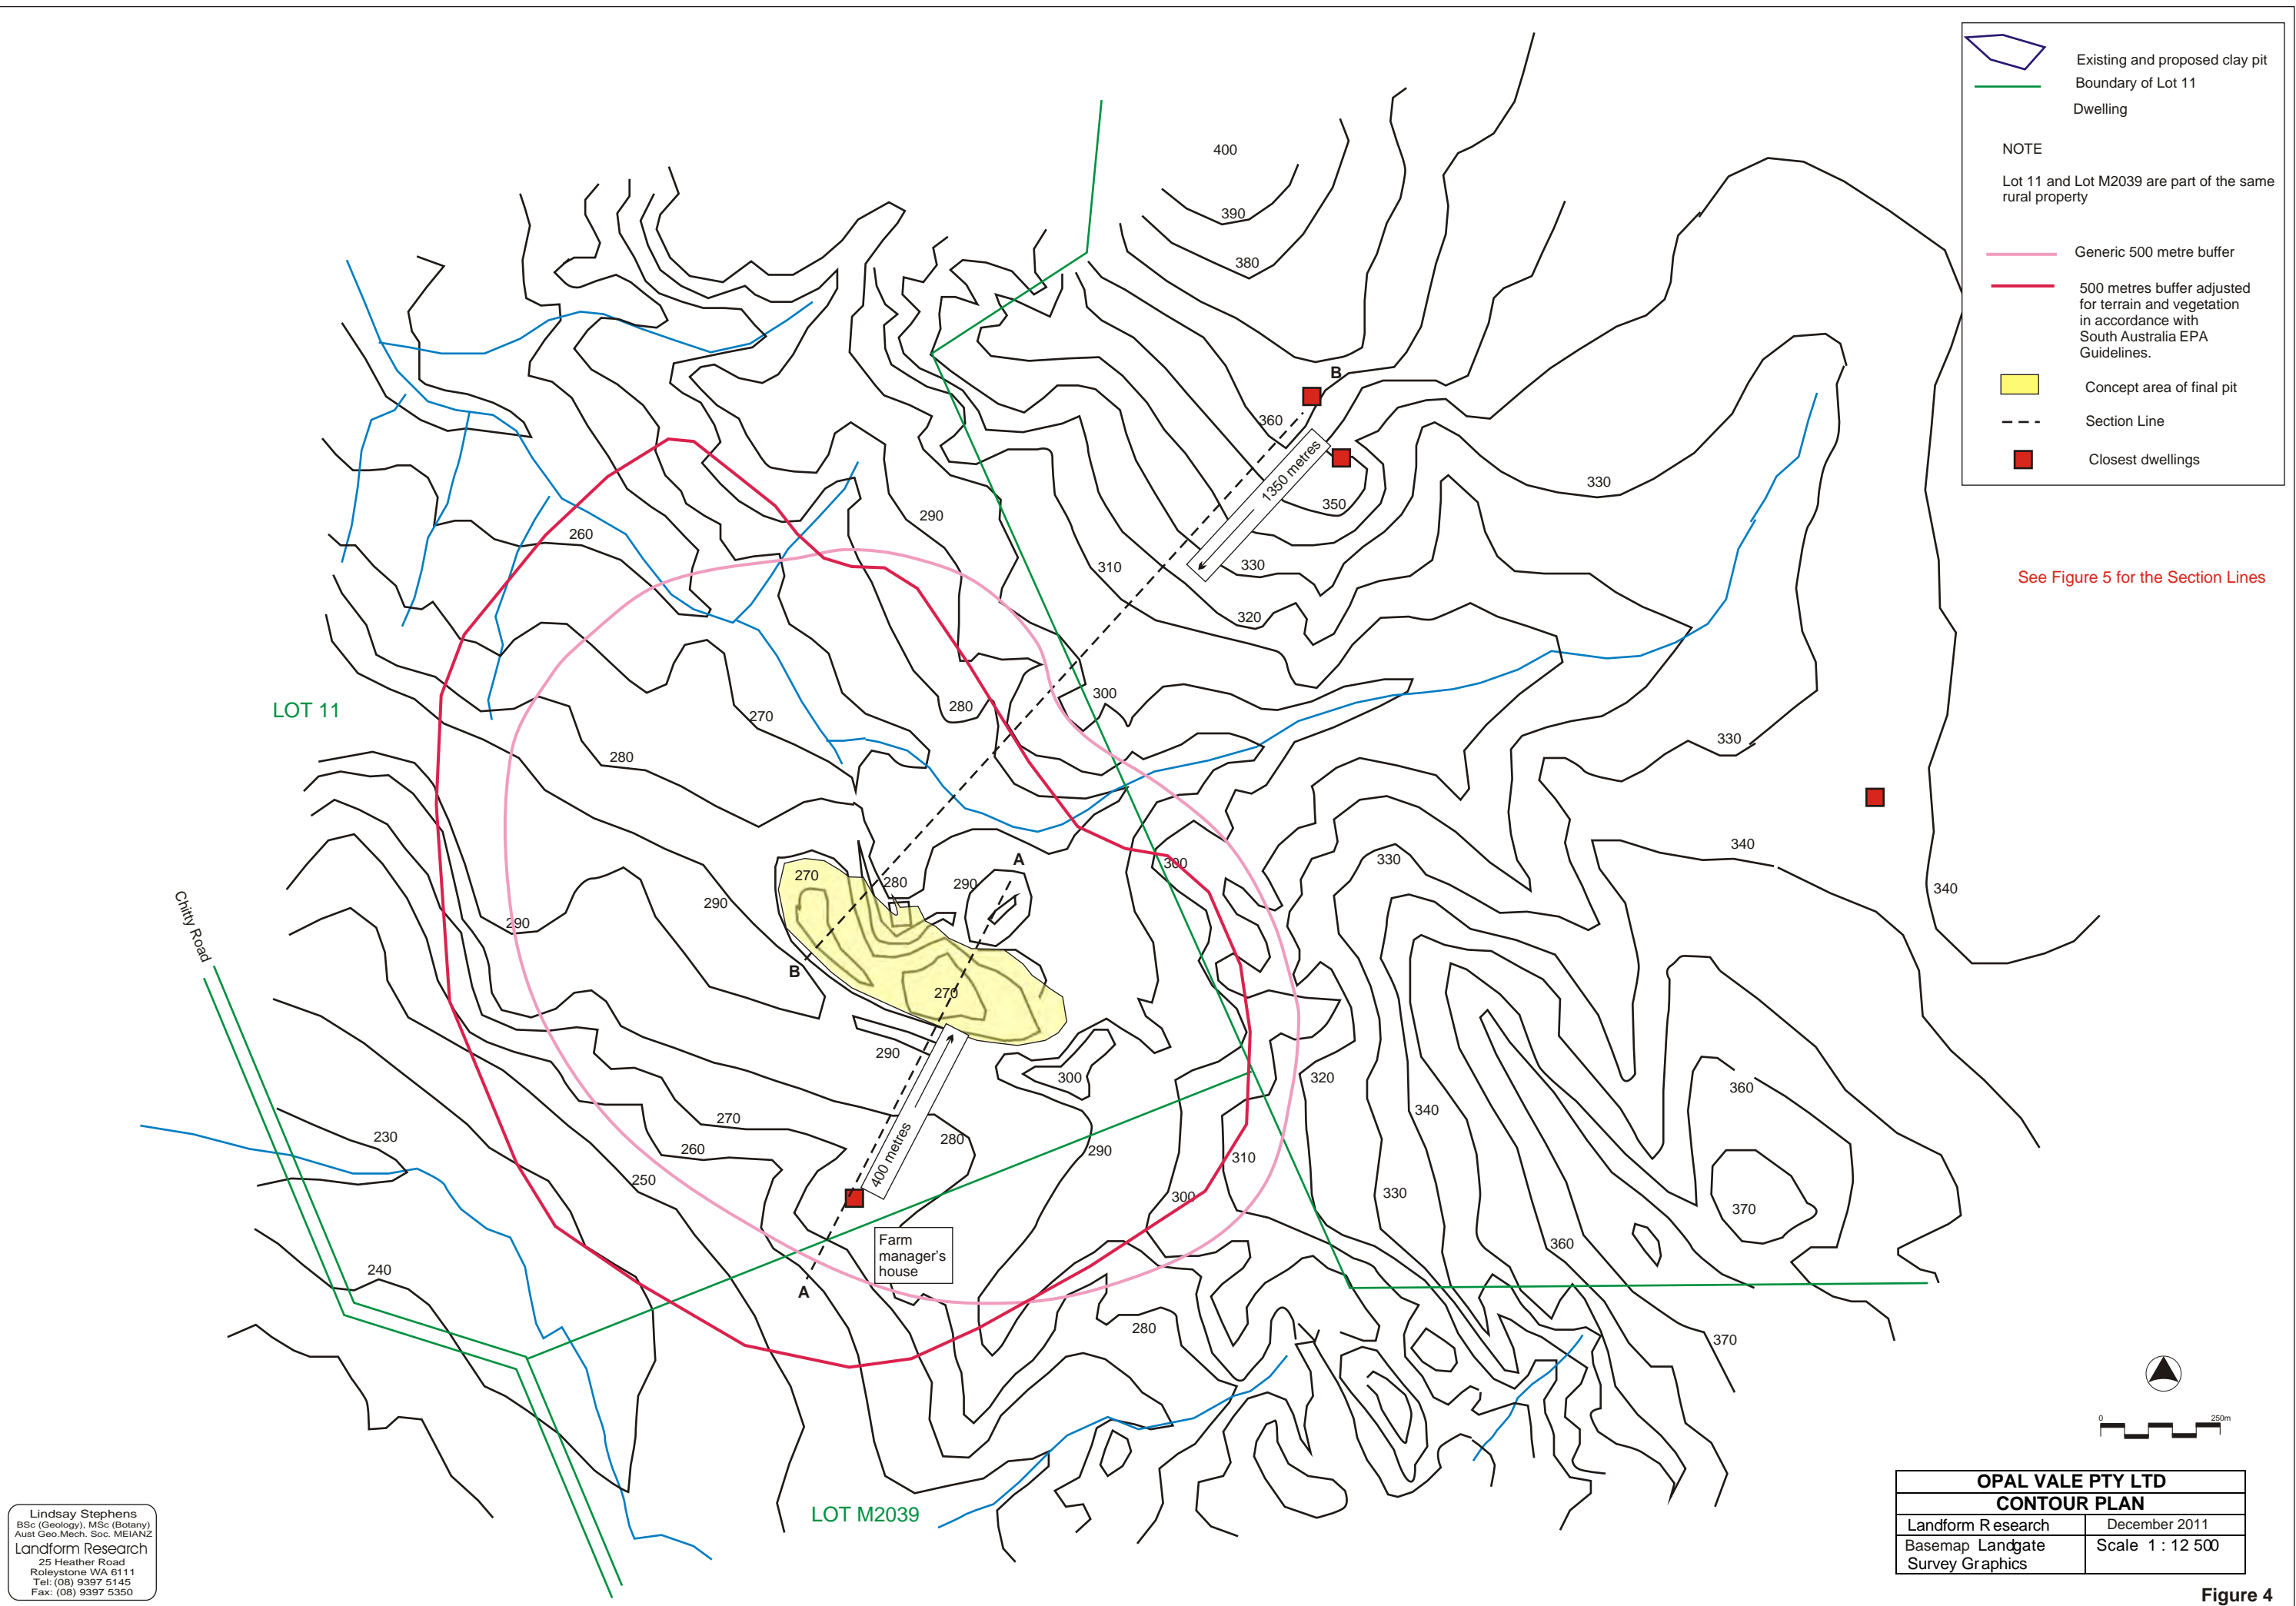 Existing and proposed clay pit
Boundary of Lot 11
Dwelling
NOTE
Lot 11 and Lot M2039 are part of the same
rural property
Generic 500 metre buffer
500 metres buffer adjusted
for terrain and vegetation
in accordance with
South Australia EPA
Guidelines.
Concept area of final pit
Section Line
Closest dwellings
See Figure 5 for the Section Lines
400
390
380
B
360
1350 metres
350
330
290
260
310
330
320
LOT 11
280
300
270
330
280
340
300
330
A
270
280
290
340
290
290
Chitty Road
B
270
290
300
320
360
340
270
230
280
260
290
310
400 metres
250
300
330
370
Farm
manager's
house
360
240
A
280
370
0
250m
LOT M2039
OPAL VALE PTY LTD
CONTOUR PLAN
Landform Research
December 2011
Basemap Landgate
Survey Graphics
Scale 1 : 12 500
Figure 4
Lindsay Stephens
BSc (Geology), MSc (Botany)
Aust Geo.Mech. Soc. MEIANZ
Landform Research
25 Heather Road
Roleystone WA 6111
Tel: (08) 9397 5145
Fax: (08) 9397 5350